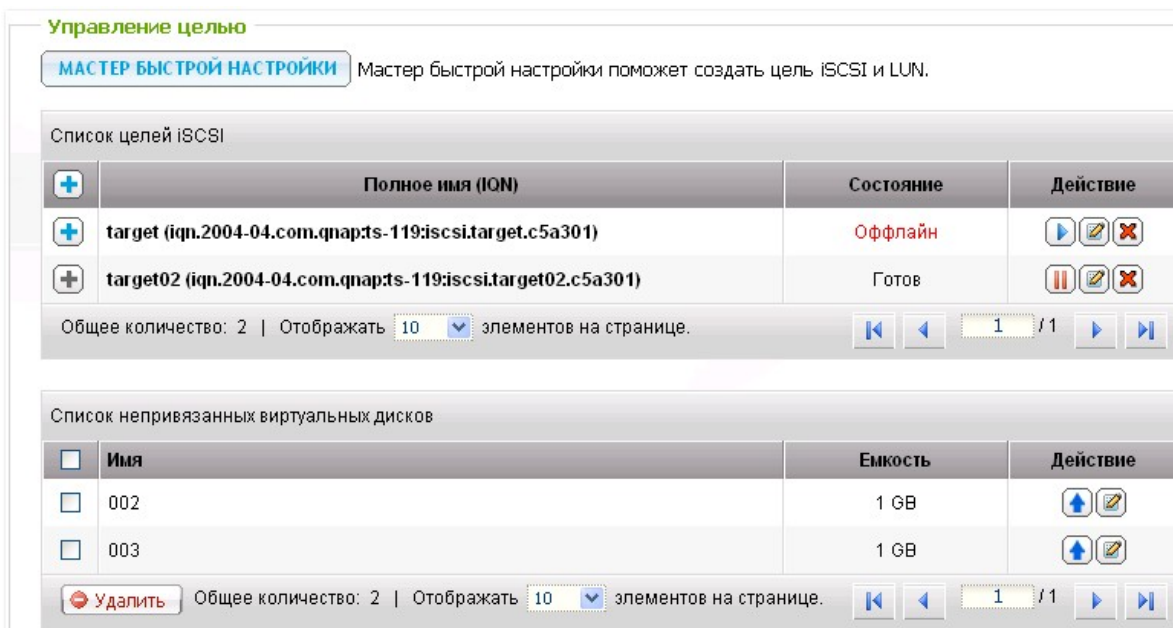 Управление целью
МАСТЕР БЫСТРОЙ НАСТРОЙКИ Мастер быстрой настройки поможет создать цель iSCSI и LUN.
Список целей iSCSI
Полное имя (IQN) Состояние Действие
target (iqn.2004-04.com.qnap:ts-119:iscsi.target.c5a301) Оффлайн
target02 (iqn.2004-04.com.qnap:ts-119:iscsi.target02.c5a301) Готов
Общее количество: 2 | Отображать 10 элементов на странице. 1 / 1
Список непривязанных виртуальных дисков
Имя Емкость Действие
002 1 GB
003 1 GB
Удалить Общее количество: 2 | Отображать 10 элементов на странице. 1 / 1